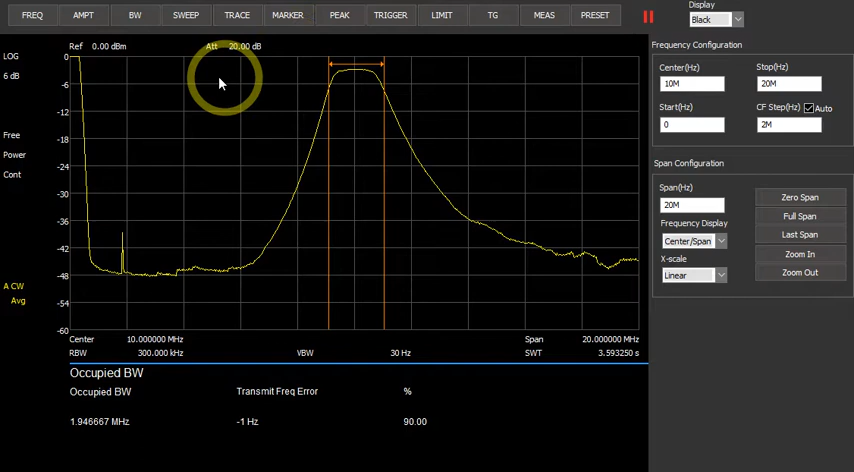 FREQ AMPT BW SWEEP TRACE MARKER PEAK TRIGGER LIMIT TG MEAS PRESET
Display
Black
Ref 0.00 dBm Att 20.00 dB
LOG
6 dB
Free
Power
Cont
A CW
Avg
0
-6
-12
-18
-24
-30
-36
-42
-48
-54
-60
Center 10.000000 MHz Span 20.000000 MHz
RBW 300.000 kHz VBW 30 Hz SWT 3.593250 s
Occupied BW
Occupied BW Transmit Freq Error %
1.946667 MHz -1 Hz 90.00
Frequency Configuration
Center(Hz) Stop(Hz)
10M 20M
Start(Hz) CF Step(Hz) Auto
0 2M
Span Configuration
Span(Hz)
20M
Frequency Display
Center/Span
X-scale
Linear
Zero Span
Full Span
Last Span
Zoom In
Zoom Out